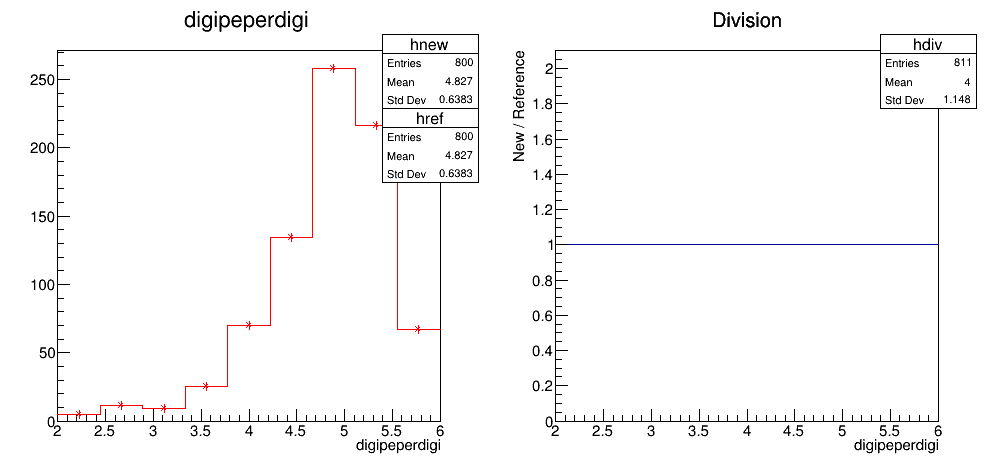 digipeperdigi
hnew
Entries 800
Mean 4.827
Std Dev 0.6383
href
Entries 800
Mean 4.827
Std Dev 0.6383
250
200
150
100
50
0
2 2.5 3 3.5 4 4.5 5 5.5 6
digipeperdigi
Division
hdiv
Entries 811
Mean 4
Std Dev 1.148
New / Reference
2
1.8
1.6
1.4
1.2
1
0.8
0.6
0.4
0.2
0
2 2.5 3 3.5 4 4.5 5 5.5 6
digipeperdigi